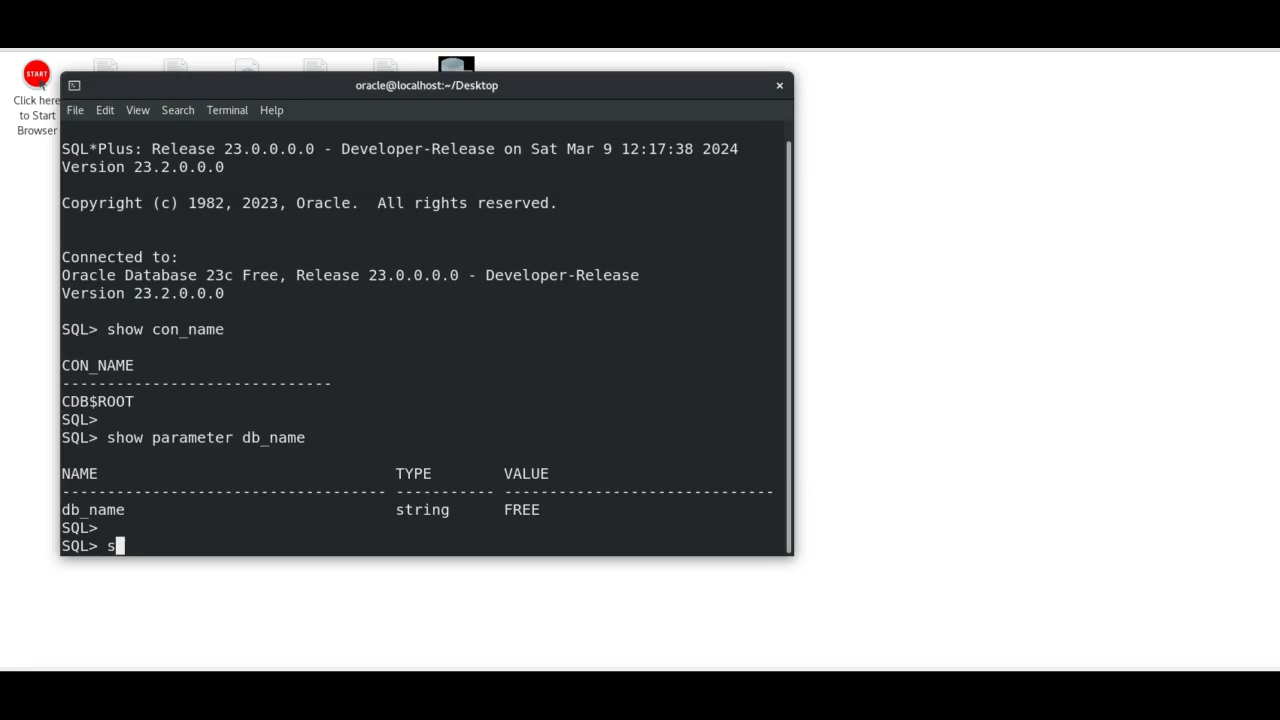 START
Click here
to Start
Browser
oracle@localhost:~/Desktop
File Edit View Search Terminal Help
SQL*Plus: Release 23.0.0.0.0 - Developer-Release on Sat Mar 9 12:17:38 2024
Version 23.2.0.0.0
Copyright (c) 1982, 2023, Oracle.  All rights reserved.
Connected to:
Oracle Database 23c Free, Release 23.0.0.0.0 - Developer-Release
Version 23.2.0.0.0
SQL> show con_name
CON_NAME
------------------------------
CDB$ROOT
SQL>
SQL> show parameter db_name
NAME                                 TYPE        VALUE
------------------------------------ ----------- ------------------------------
db_name                              string      FREE
SQL>
SQL> s